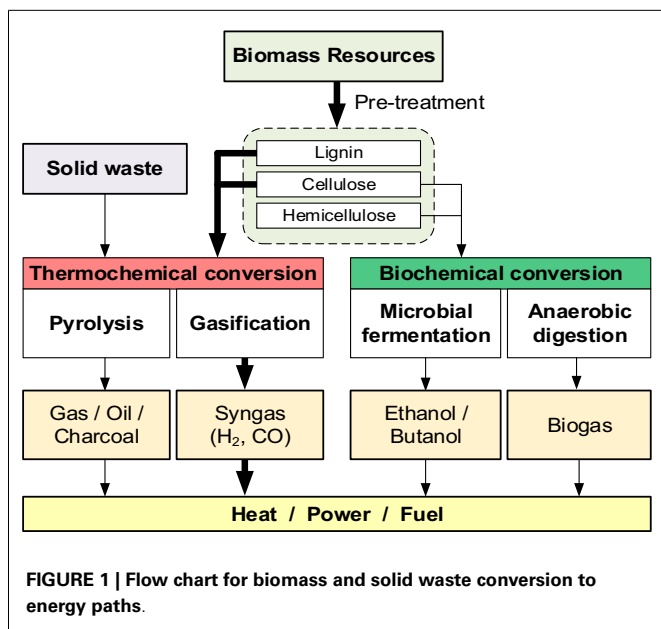 Biomass Resources
Pre-treatment
Solid waste
Lignin
Cellulose
Hemicellulose
Thermochemical conversion
Biochemical conversion
Pyrolysis
Gasification
Microbial
fermentation
Anaerobic
digestion
Gas / Oil /
Charcoal
Syngas
(H₂, CO)
Ethanol /
Butanol
Biogas
Heat / Power / Fuel
FIGURE 1 | Flow chart for biomass and solid waste conversion to
energy paths.